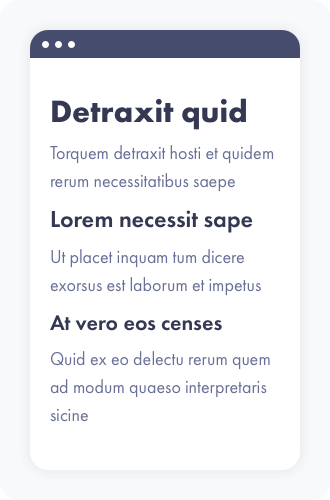 Detraxit quid
Torquem detraxit hosti et quidem
rerum necessitatibus saepe
Lorem necessit sape
Ut placet inquam tum dicere
exorsus est laborum et impetus
At vero eos censes
Quid ex eo delectu rerum quem
ad modum quaeso interpretaris
sicine